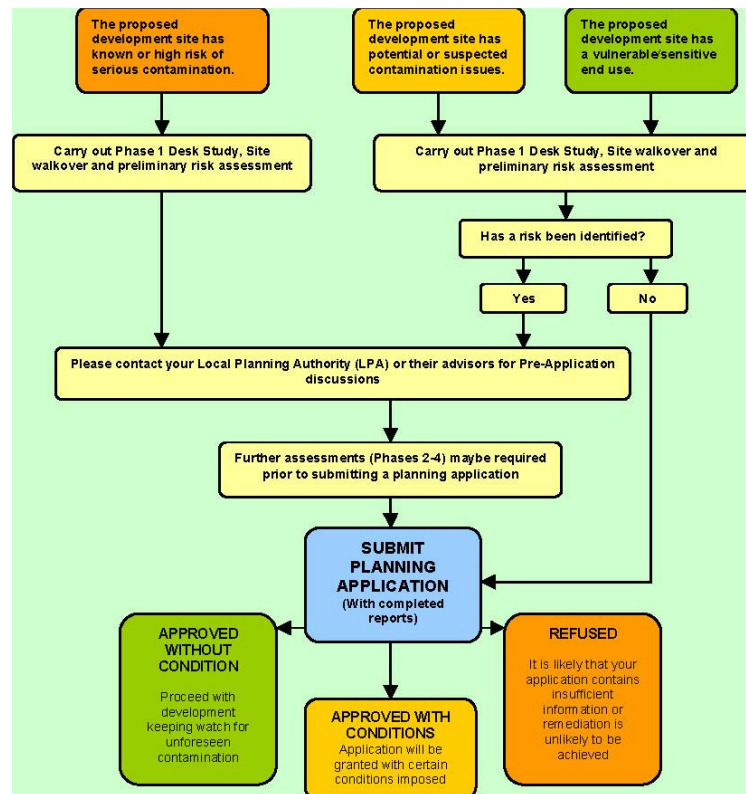 The proposed
development site has
known or high risk of
serious contamination.
The proposed
development site has
potential or suspected
contamination issues.
The proposed
development site has
a vulnerable/sensitive
end use.
Carry out Phase 1 Desk Study, Site
walkover and preliminary risk assessment
Carry out Phase 1 Desk Study, Site walkover and
preliminary risk assessment
Has a risk been identified?
Yes
No
Please contact your Local Planning Authority (LPA) or their advisors for Pre-Application
discussions
Further assessments (Phases 2-4) maybe required
prior to submitting a planning application
SUBMIT
PLANNING
APPLICATION
(With completed
reports)
APPROVED
WITHOUT
CONDITION
Proceed with
development
keeping watch for
unforeseen
contamination
APPROVED WITH
CONDITIONS
Application will be
granted with certain
conditions imposed
REFUSED
It is likely that your
application contains
insufficient
information or
remediation is
unlikely to be
achieved